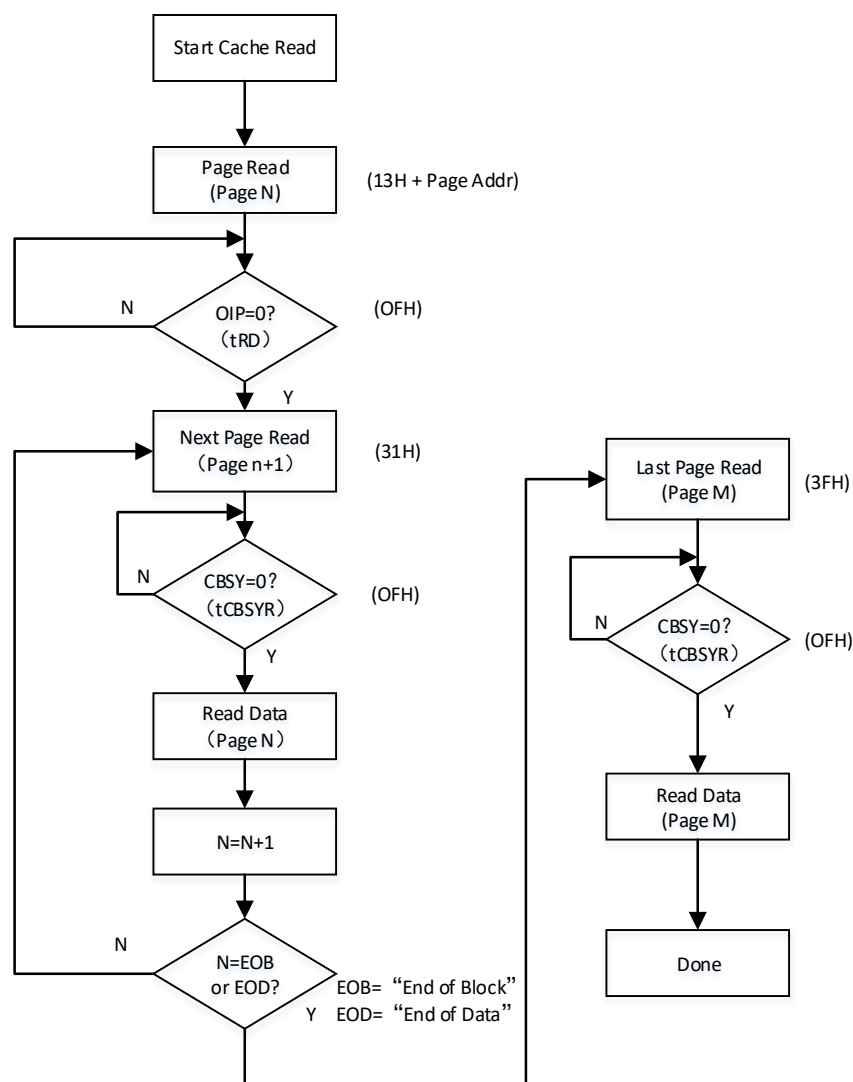 Start Cache Read
Page Read
(Page N)
(13H + Page Addr)
N
OIP=0?
（tRD）
(OFH)
Y
Next Page Read
（Page n+1）
(31H)
N
CBSY=0?
（tCBSYR）
(OFH)
Y
Read Data
（Page N）
N=N+1
N
N=EOB
or EOD?
EOB= “End of Block”
Y
EOD= “End of Data”
Last Page Read
(Page M)
(3FH)
N
CBSY=0?
（tCBSYR）
(OFH)
Y
Read Data
(Page M)
Done